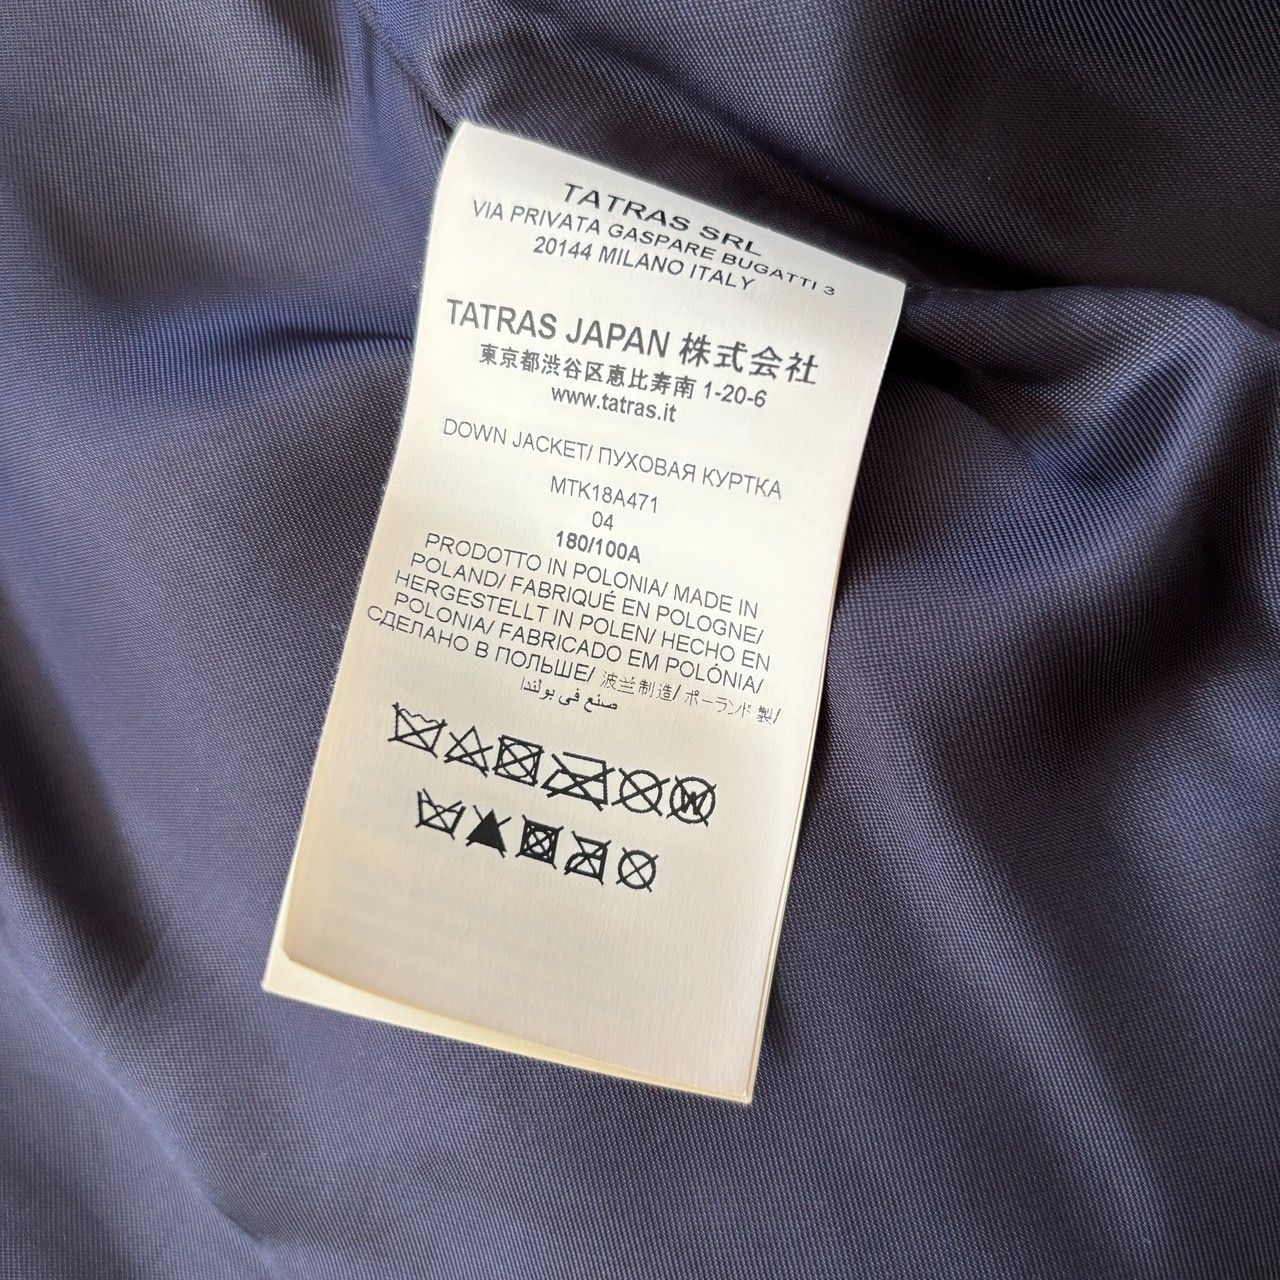 TATRAS SRL
VIA PRIVATA GASPARE BUGATTI 3
20144 MILANO ITALY
TATRAS JAPAN 株式会社
東京都渋谷区恵比寿南 1-20-6
www.tatras.it
DOWN JACKET/ ПУХОВАЯ КУРТКА
MTK18A471
04
180/100A
PRODOTTO IN POLONIA/ MADE IN
POLAND/ FABRIQUÉ EN POLOGNE/
HERGESTELLT IN POLEN/ HECHO EN
POLONIA/ FABRICADO EM POLÓNIA/
СДЕЛАНО В ПОЛЬШЕ/ 波兰制造/ ポーランド 製/
صنع في بولندا
W